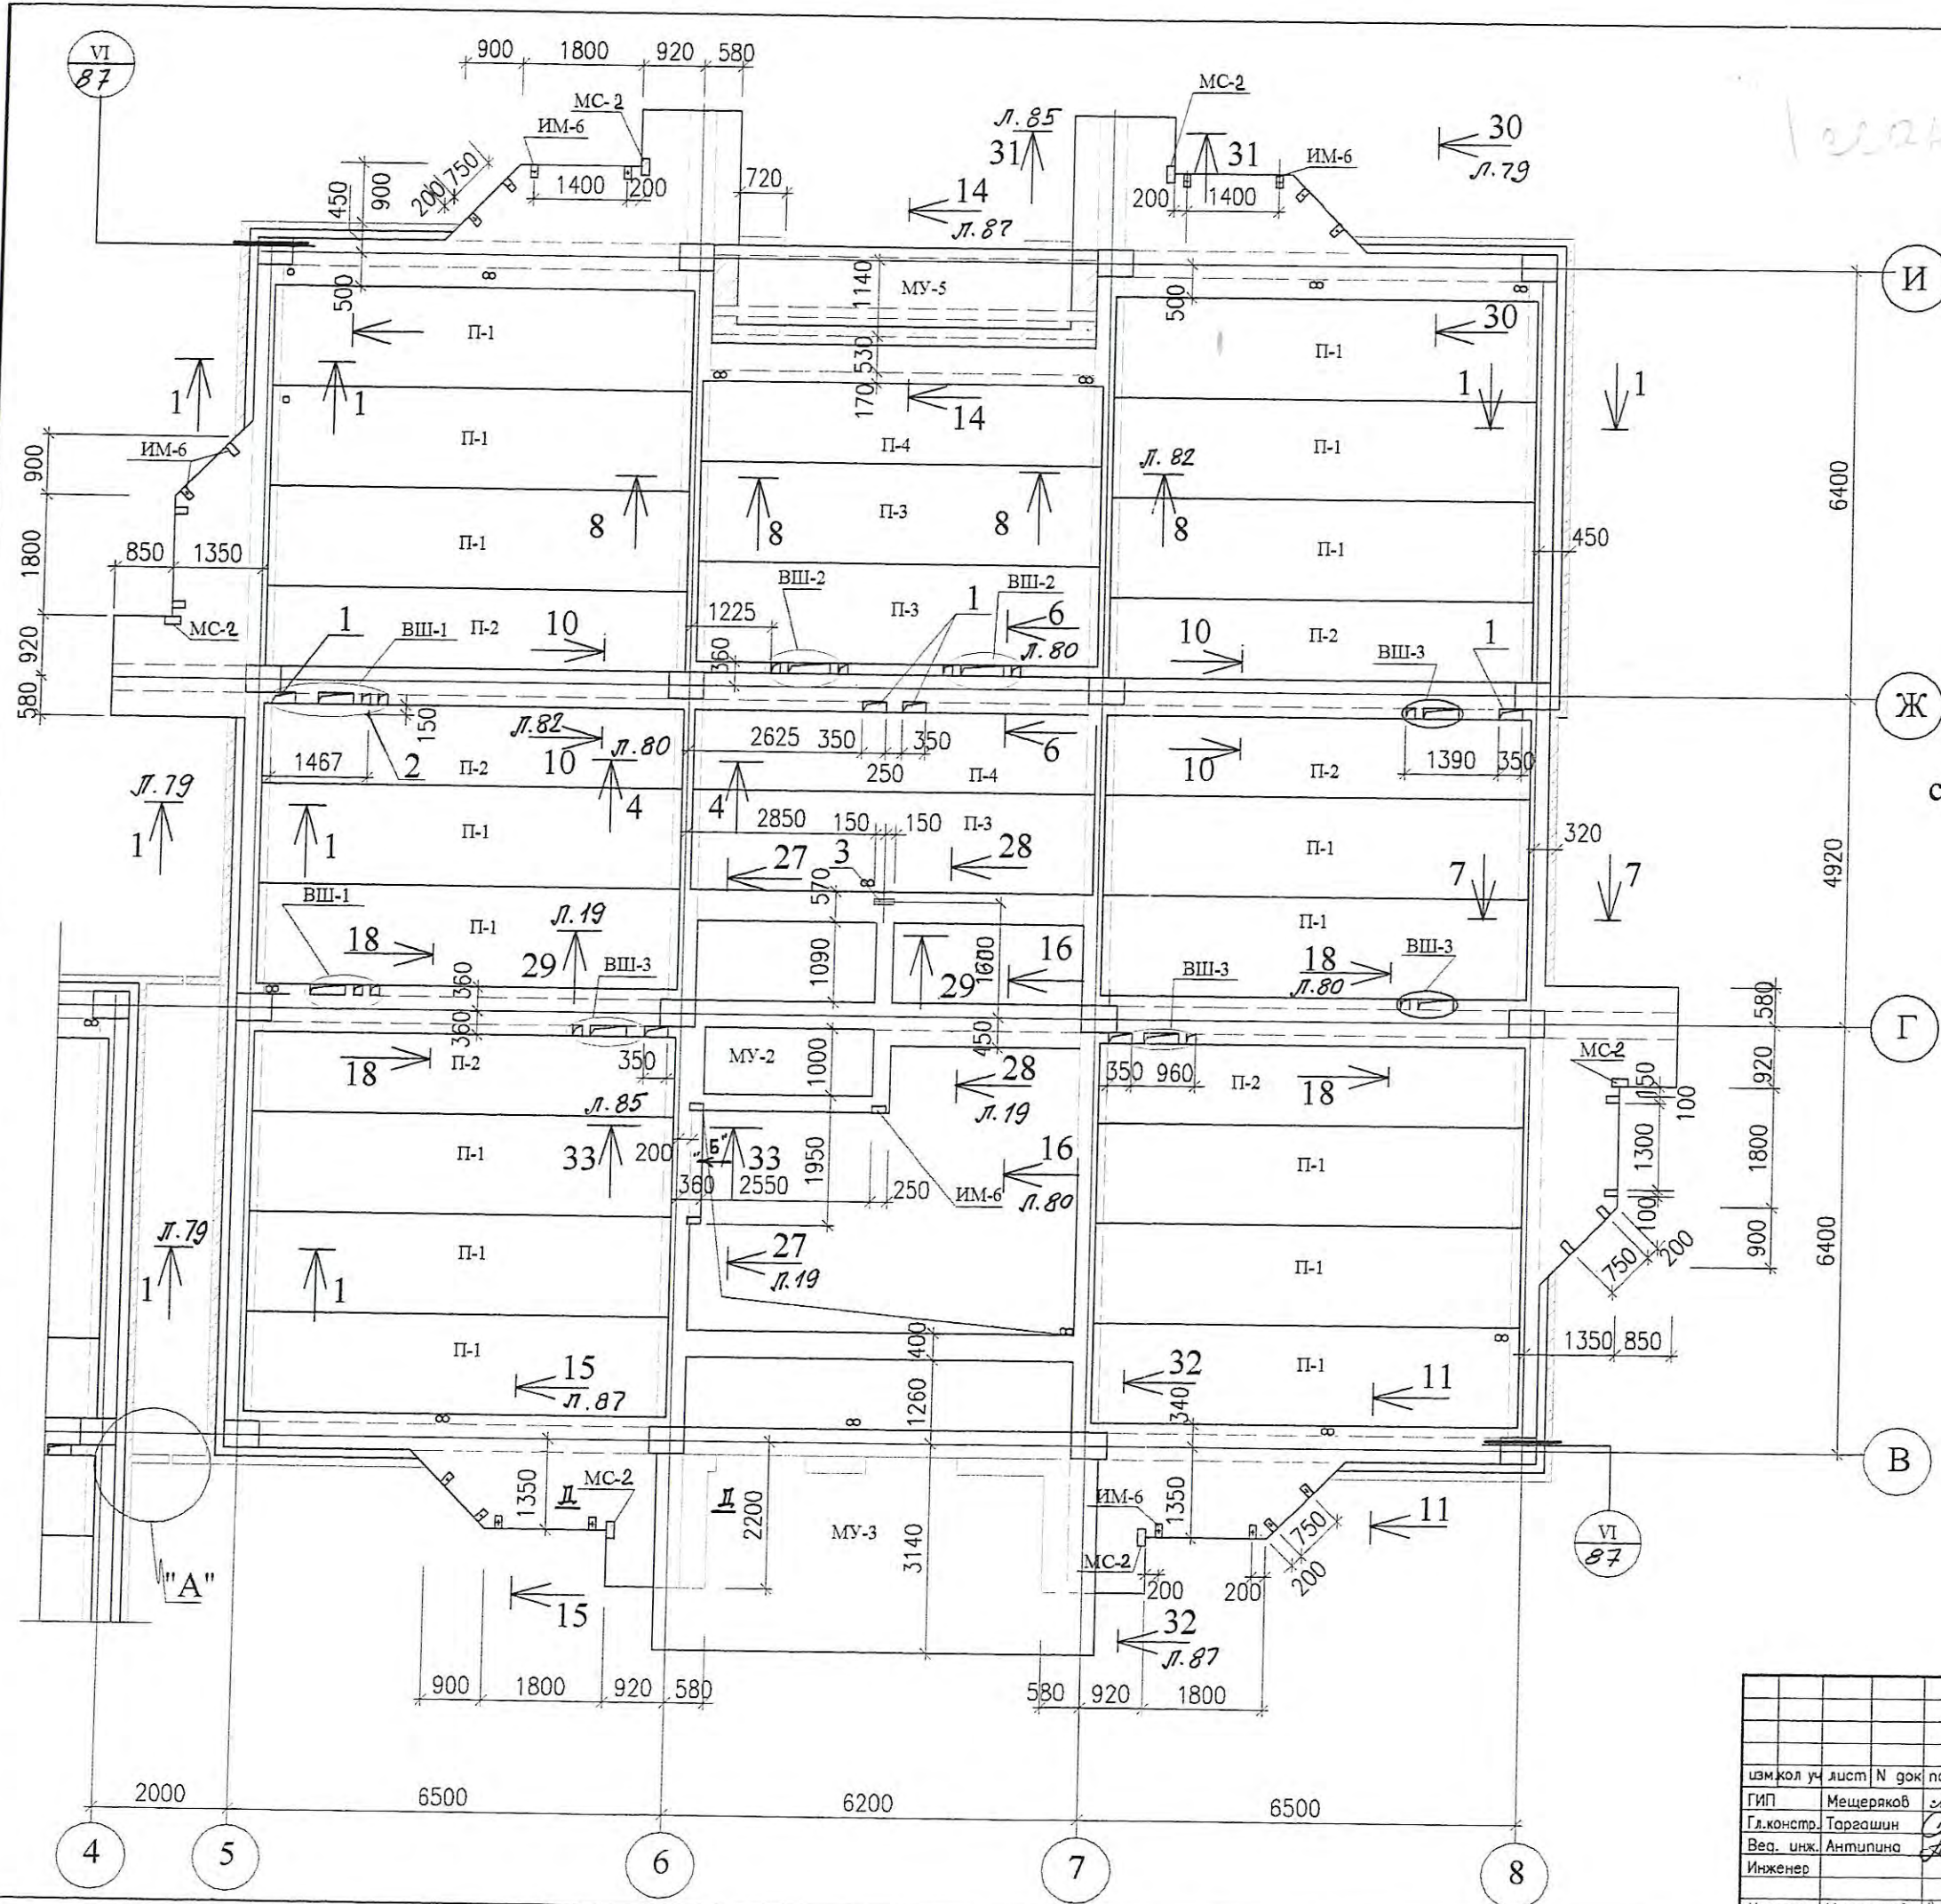 VI
87
900 1800 920 580
МС-2
ИМ-6
450
900
200
750
1400 200
720
Л.85
31
МС-2
31
ИМ-6
30
Л.79
200 1400
14
Л.87
И
500
1140
МУ-5
500
30
П-1
П-1
1
1
530
170
14
1
1
900
ИМ-6
П-1
П-4
П-1
Л. 82
6400
8
8
П-3
8
8
1800
850 1350
П-1
П-1
450
ВШ-2
ВШ-2
1225
П-3
1
6
Л.80
МС-2
1
ВШ-1
П-2
10
360
10
П-2
ВШ-3
1
920
580
Ж
150
Л.82
10
Л.80
1467
2
П-2
2625 350 350
250
6
П-4
10
П-2
1390 350
Л.79
1
1
П-1
4
4
2850 150 150
П-3
3
27
28
П-1
320
7
7
4920
570
ВШ-1
П-1
Л.19
18
29
ВШ-3
360
360
1090
1600
29
16
П-1
ВШ-3
18
Л.80
ВШ-3
580
Г
450
18
П-2
350
МУ-2
1000
28
Л.19
350 960
П-2
18
МС-2
150
100
920
Л.85
33
200
"Б"
33
П-1
360 2550
1950
250
ИМ-6
16
Л.80
П-1
1300
1800
100
Л.79
1
1
П-1
27
Л.19
П-1
750
200
900
6400
400
1350 850
П-1
15
Л.87
1260
32
340
П-1
11
В
1350
Д
МС-2
Д
2200
МУ-3
3140
ИМ-6
1350
МС-2
200
200
750
200
11
VI
87
"А"
15
32
Л.87
900 1800 920 580
580 920 1800
2000 6500 6200 6500
4 5 6 7 8
изм кол уч лист N док
ГИП Мещеряков
Гл.констр. Таргашин
Вед. инж. Антипина
Инженер